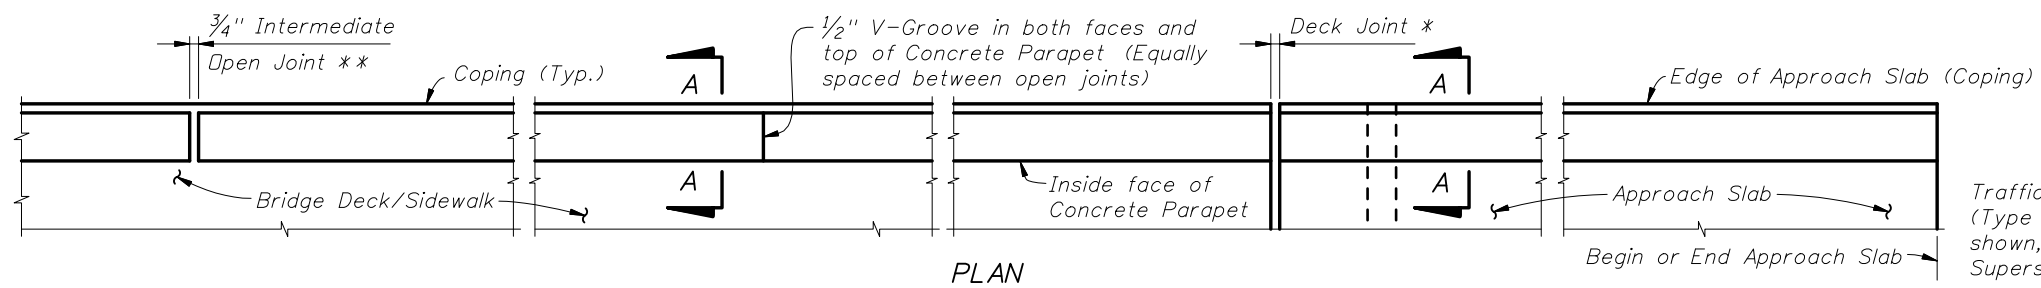 3/4" Intermediate
Open Joint **
Coping (Typ.)
A
1/2" V-Groove in both faces and
top of Concrete Parapet (Equally
spaced between open joints)
Deck Joint *
A
Edge of Approach Slab (Coping)
Bridge Deck/Sidewalk
A
Inside face of
Concrete Parapet
A
Approach Slab
Begin or End Approach Slab
Traffic
(Type
shown,
Supers
PLAN